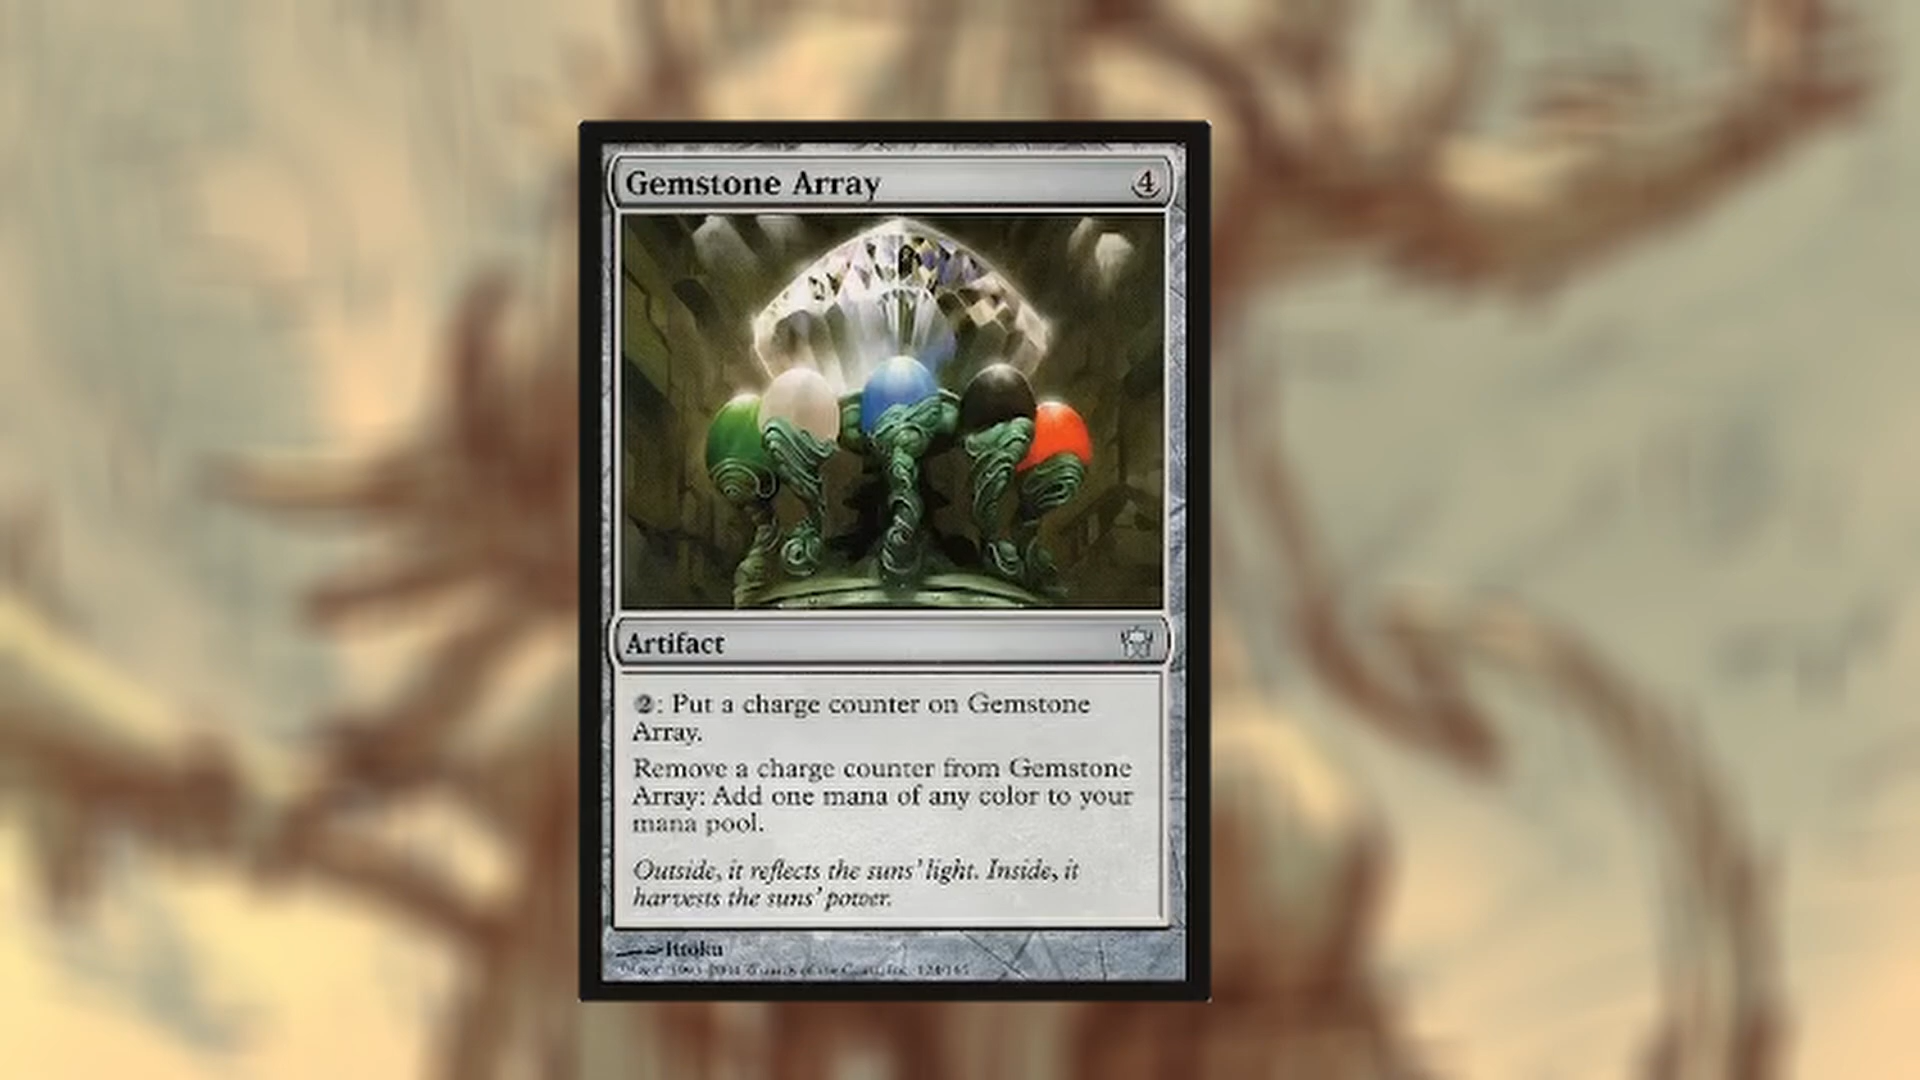 Gemstone Array 4
Artifact
2: Put a charge counter on Gemstone
Array.
Remove a charge counter from Gemstone
Array: Add one mana of any color to your
mana pool.
Outside, it reflects the suns' light. Inside, it
harvests the suns' power.
Ittoku